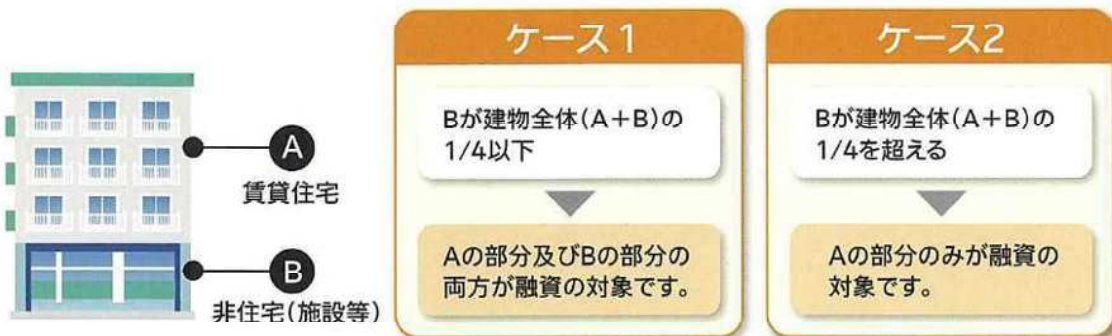 A
賃貸住宅
B
非住宅(施設等)
ケース1
Bが建物全体(A+B)の
1/4以下
Aの部分及びBの部分の
両方が融資の対象です。
ケース2
Bが建物全体(A+B)の
1/4を超える
Aの部分のみが融資の
対象です。